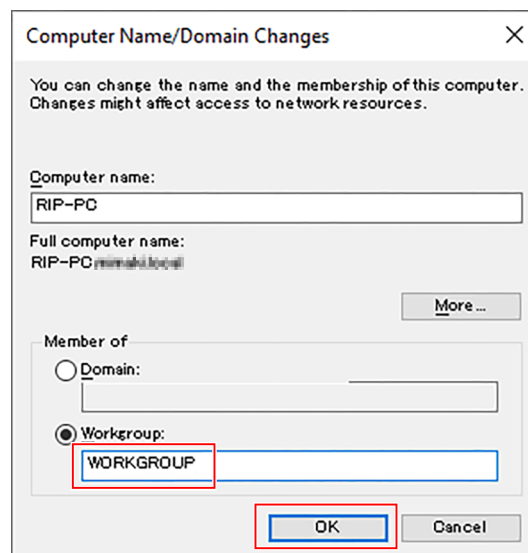 Computer Name/Domain Changes
You can change the name and the membership of this computer.
Changes might affect access to network resources.
Computer name:
RIP-PC
Full computer name:
RIP-PC
More...
Member of
Domain:
Workgroup:
WORKGROUP
OK
Cancel